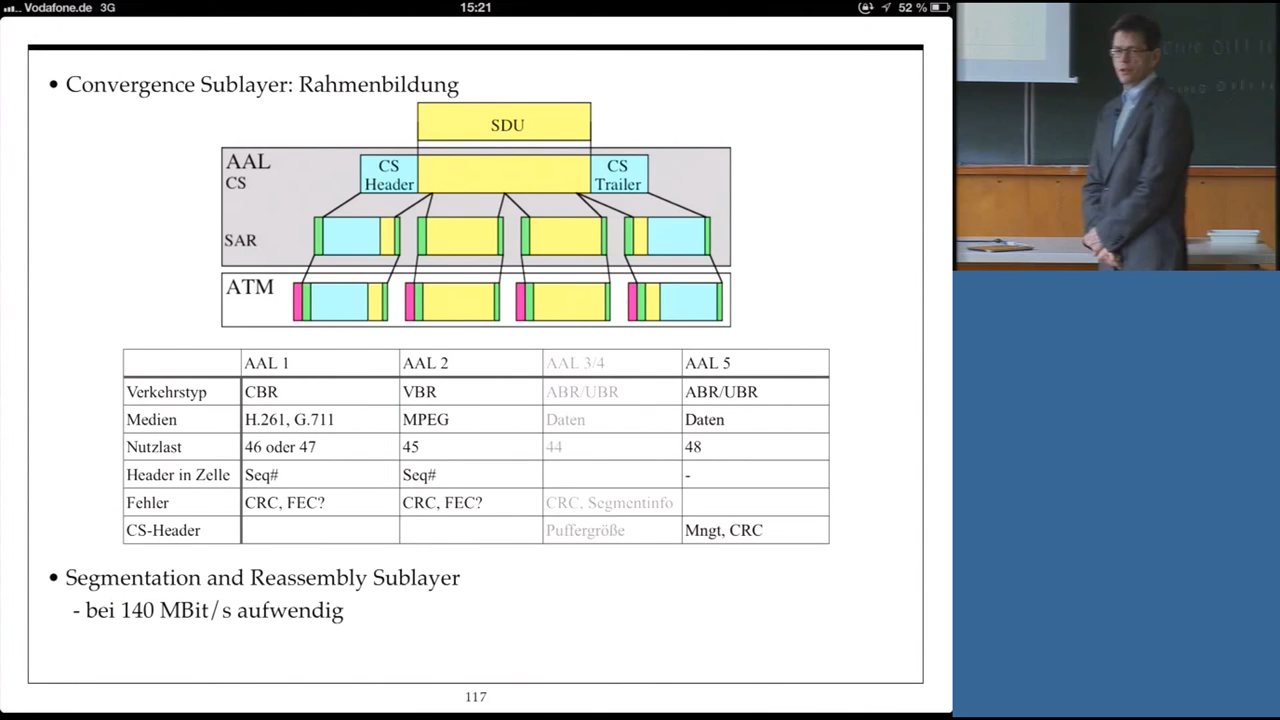 Vodafone.de 3G 15:21 52 %
• Convergence Sublayer: Rahmenbildung
SDU
AAL
CS
CS
Header
CS
Trailer
SAR
ATM
AAL 1 AAL 2 AAL 3/4 AAL 5
Verkehrstyp CBR VBR ABR/UBR ABR/UBR
Medien H.261, G.711 MPEG Daten Daten
Nutzlast 46 oder 47 45 44 48
Header in Zelle Seq# Seq# -
Fehler CRC, FEC? CRC, FEC? CRC, Segmentinfo
CS-Header Puffergröße Mngt, CRC
• Segmentation and Reassembly Sublayer
- bei 140 MBit/s aufwendig
117